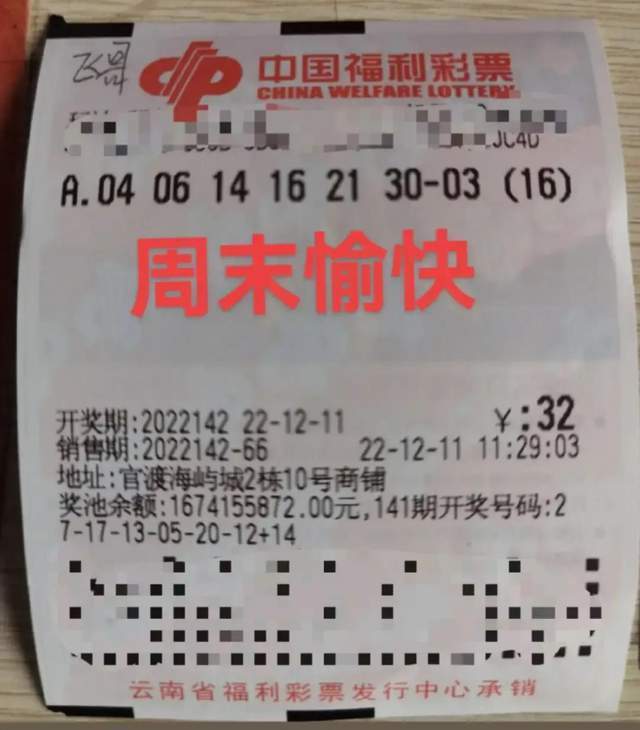 飞昂
中国福利彩票
CHINA WELFARE LOTTERY
JC4D
A.04 06 14 16 21 30-03 (16)
周末愉快
开奖期:2022142 22-12-11 ¥:32
销售期:2022142-66 22-12-11 11:29:03
地址:官渡海屿城2栋10号商铺
奖池余额:1674155872.00元,141期开奖号码:2
7-17-13-05-20-12+14
云南省福利彩票发行中心承销